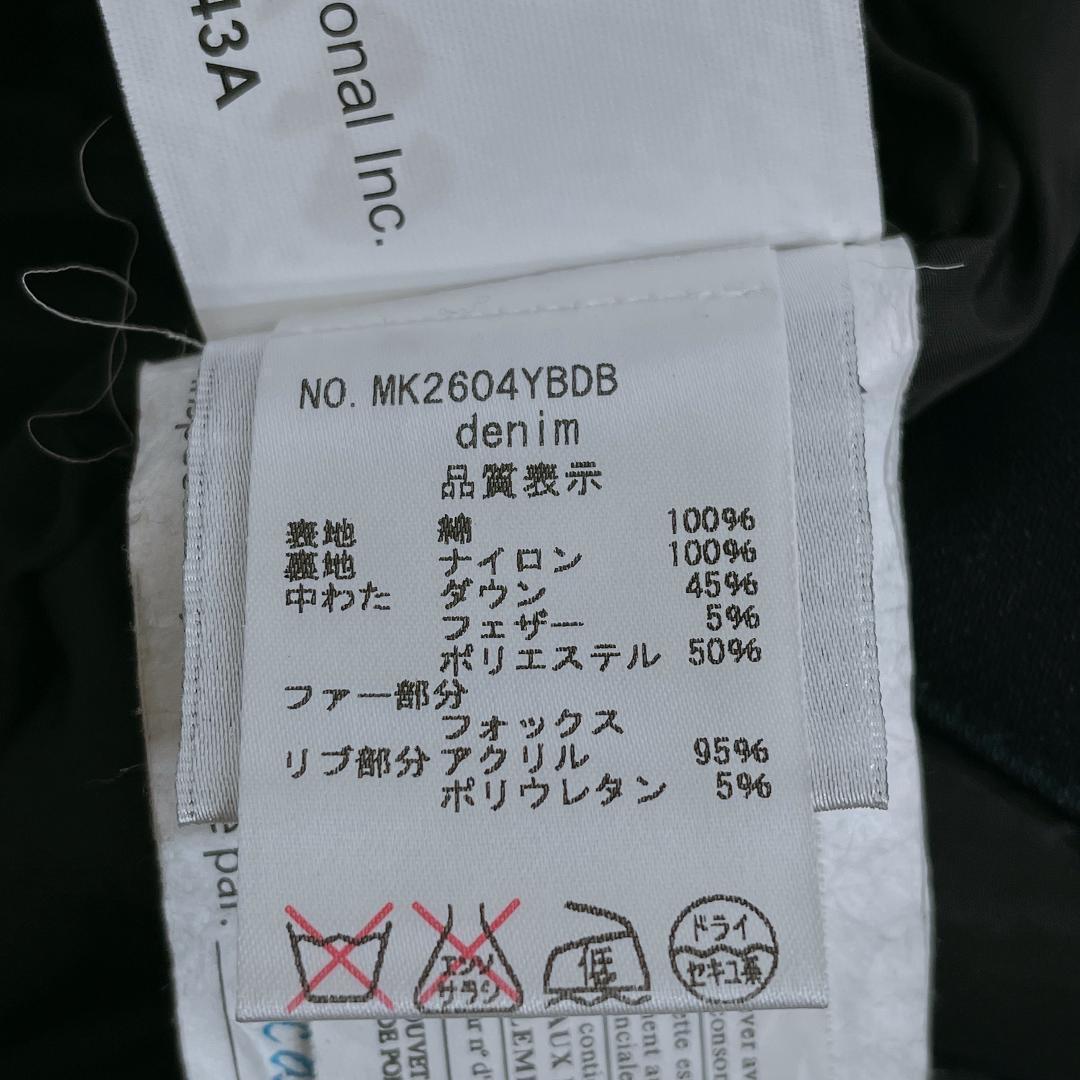 43A
onal Inc.
NO. MK2604YBDB
denim
品質表示
表地 綿 100%
裏地 ナイロン 100%
中わた ダウン 45%
フェザー 5%
ポリエステル 50%
ファー部分
フォックス
リブ部分 アクリル 95%
ポリウレタン 5%
エンソ
サラシ
低
ドライ
セキユ系
e par.